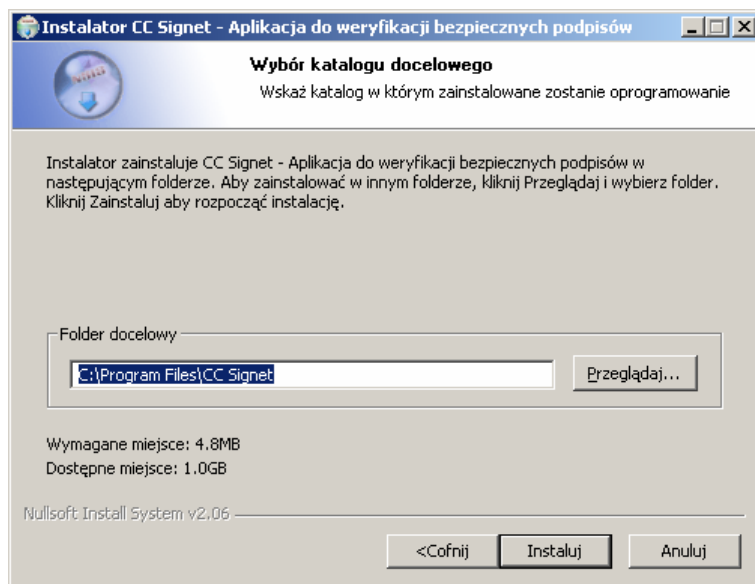 Instalator CC Signet - Aplikacja do weryfikacji bezpiecznych podpisów
Wybór katalogu docelowego
Wskaż katalog w którym zainstalowane zostanie oprogramowanie
Instalator zainstaluje CC Signet - Aplikacja do weryfikacji bezpiecznych podpisów w
następującym folderze. Aby zainstalować w innym folderze, kliknij Przeglądaj i wybierz folder.
Kliknij Zainstaluj aby rozpocząć instalację.
Folder docelowy
C:\Program Files\CC Signet
Przeglądaj...
Wymagane miejsce: 4.8MB
Dostępne miejsce: 1.0GB
Nullsoft Install System v2.06
<Cofnij
Instaluj
Anuluj